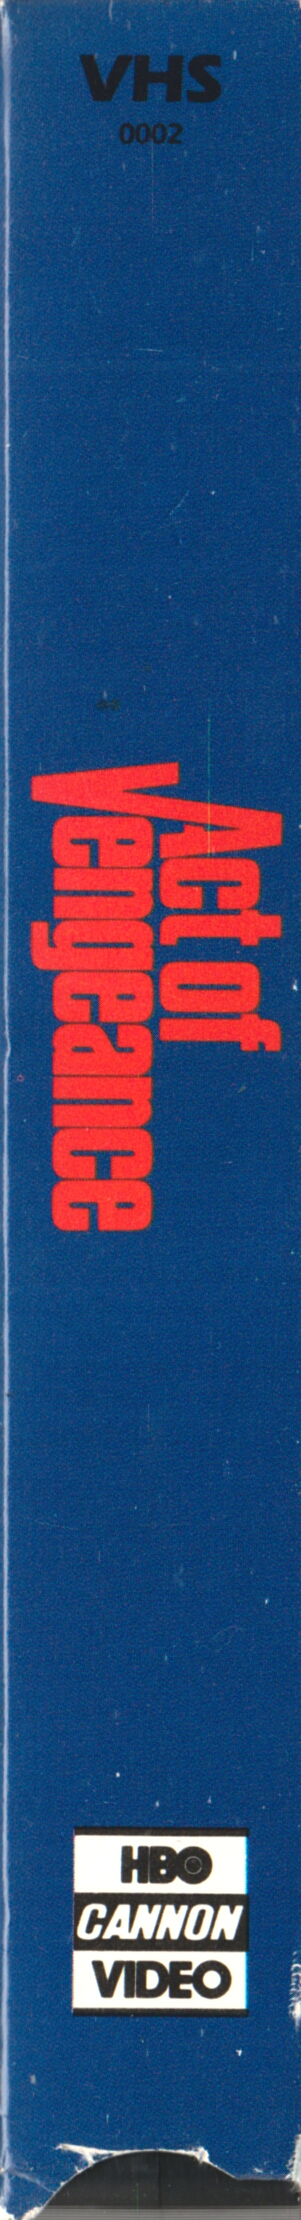 VHS
0002
Act of
Vengeance
HBO
CANNON
VIDEO